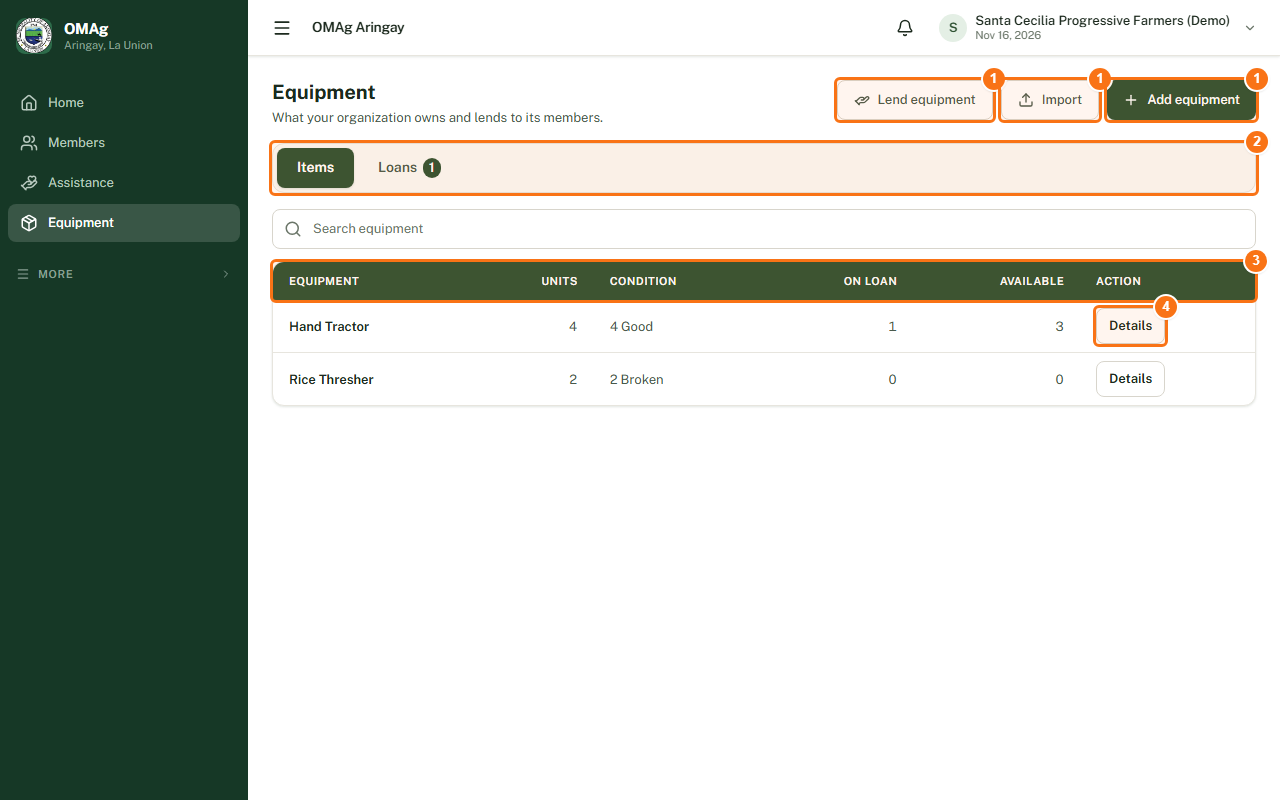 OMAg
Aringay, La Union
Home
Members
Assistance
Equipment
MORE
OMAg Aringay
S
Santa Cecilia Progressive Farmers (Demo)
Nov 16, 2026
Equipment
What your organization owns and lends to its members.
Lend equipment 1
Import 1
Add equipment 1
2
Items
Loans 1
Search equipment
3
EQUIPMENT UNITS CONDITION ON LOAN AVAILABLE ACTION
4
Hand Tractor 4 4 Good 1 3 Details
Rice Thresher 2 2 Broken 0 0 Details